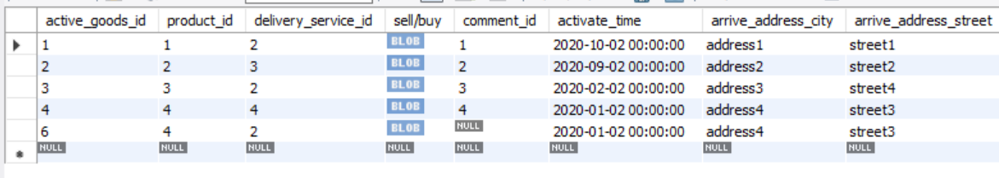 active_goods_id product_id delivery_service_id sell/buy comment_id activate_time arrive_address_city arrive_address_street
1 1 2 BLOB 1 2020-10-02 00:00:00 address1 street1
2 2 3 BLOB 2 2020-09-02 00:00:00 address2 street2
3 3 2 BLOB 3 2020-02-02 00:00:00 address3 street4
4 4 4 BLOB 4 2020-01-02 00:00:00 address4 street3
6 4 2 BLOB NULL 2020-01-02 00:00:00 address4 street3
NULL NULL NULL NULL NULL NULL NULL NULL